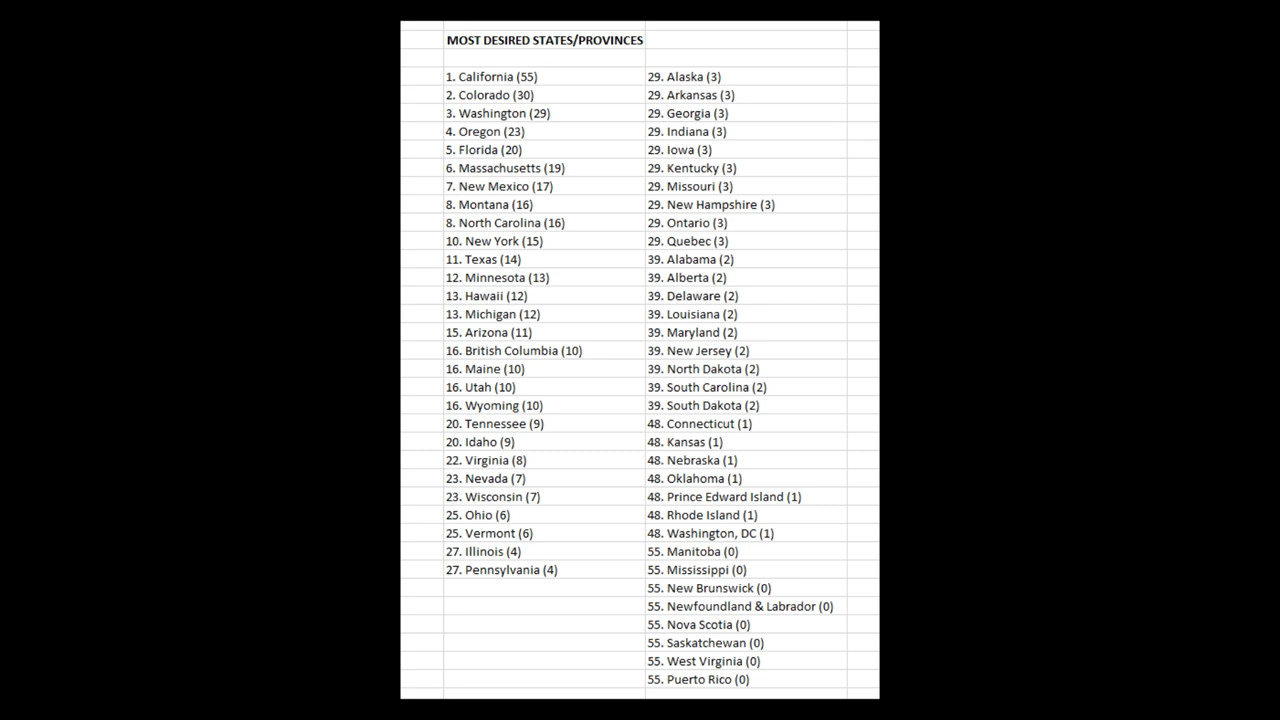 MOST DESIRED STATES/PROVINCES
1. California (55)
2. Colorado (30)
3. Washington (29)
4. Oregon (23)
5. Florida (20)
6. Massachusetts (19)
7. New Mexico (17)
8. Montana (16)
8. North Carolina (16)
10. New York (15)
11. Texas (14)
12. Minnesota (13)
13. Hawaii (12)
13. Michigan (12)
15. Arizona (11)
16. British Columbia (10)
16. Maine (10)
16. Utah (10)
16. Wyoming (10)
20. Tennessee (9)
20. Idaho (9)
22. Virginia (8)
23. Nevada (7)
23. Wisconsin (7)
25. Ohio (6)
25. Vermont (6)
27. Illinois (4)
27. Pennsylvania (4)
29. Alaska (3)
29. Arkansas (3)
29. Georgia (3)
29. Indiana (3)
29. Iowa (3)
29. Kentucky (3)
29. Missouri (3)
29. New Hampshire (3)
29. Ontario (3)
29. Quebec (3)
39. Alabama (2)
39. Alberta (2)
39. Delaware (2)
39. Louisiana (2)
39. Maryland (2)
39. New Jersey (2)
39. North Dakota (2)
39. South Carolina (2)
39. South Dakota (2)
48. Connecticut (1)
48. Kansas (1)
48. Nebraska (1)
48. Oklahoma (1)
48. Prince Edward Island (1)
48. Rhode Island (1)
48. Washington, DC (1)
55. Manitoba (0)
55. Mississippi (0)
55. New Brunswick (0)
55. Newfoundland & Labrador (0)
55. Nova Scotia (0)
55. Saskatchewan (0)
55. West Virginia (0)
55. Puerto Rico (0)